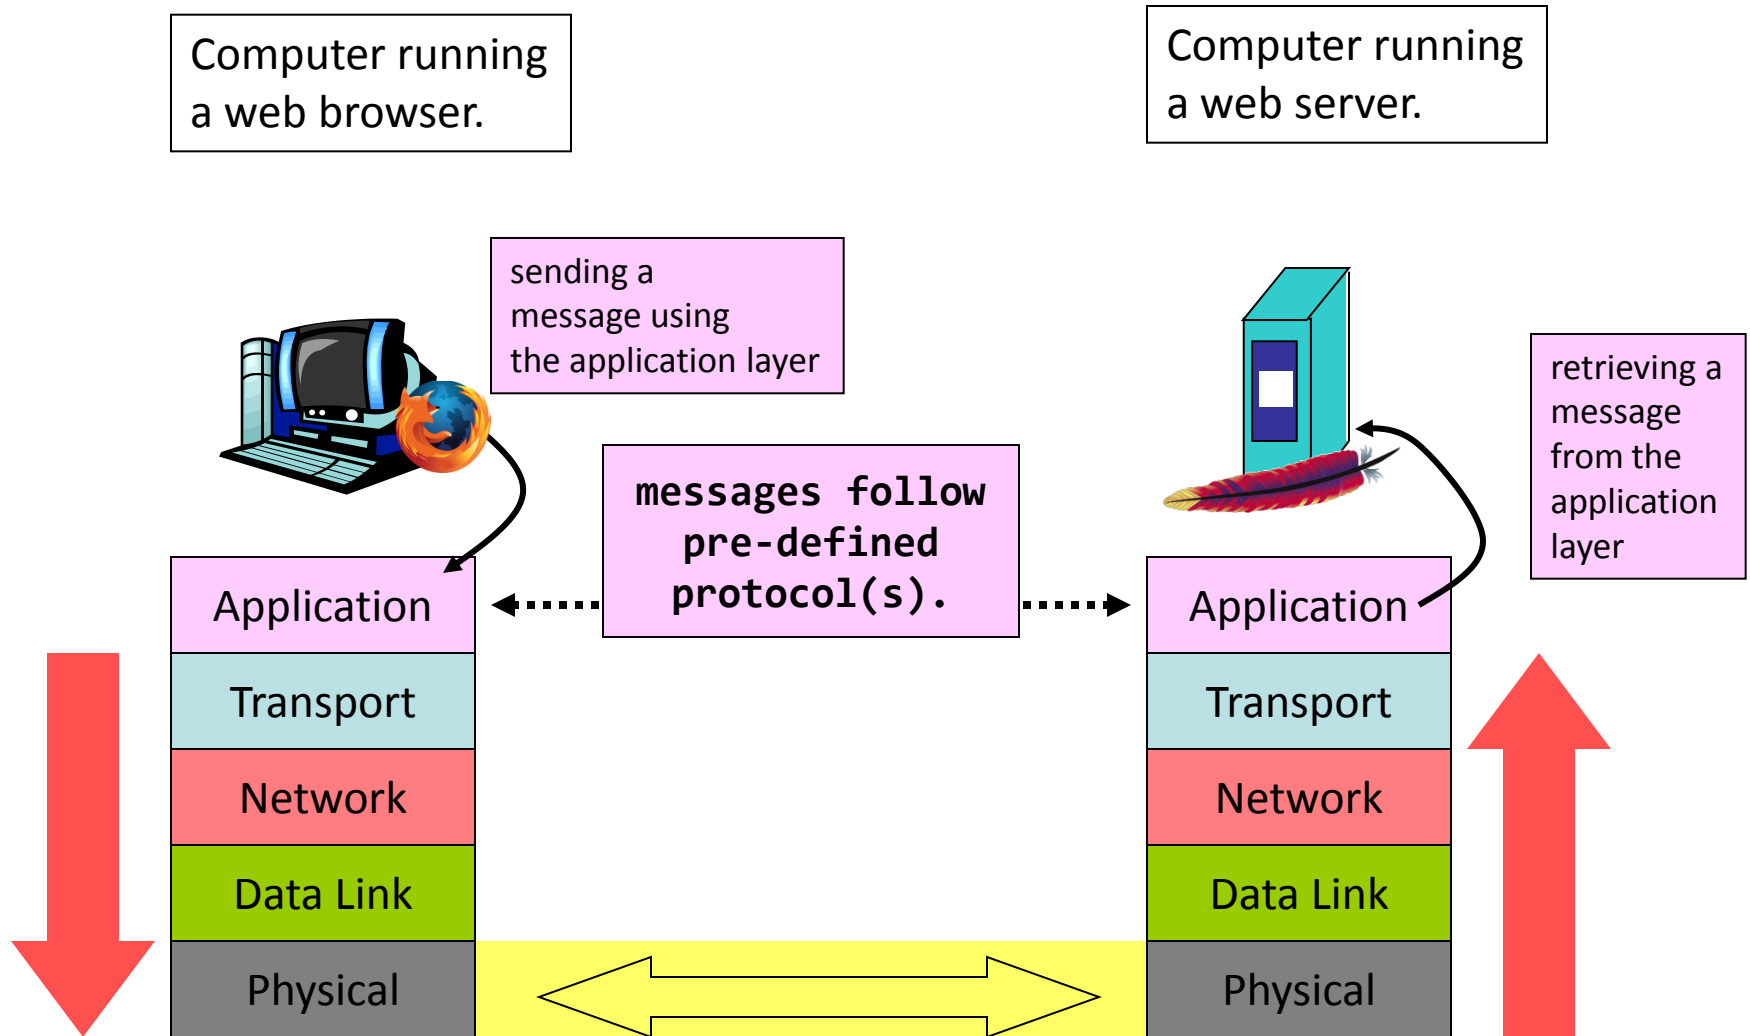 Computer running
a web browser.
Computer running
a web server.
sending a
message using
the application layer
retrieving a
message
from the
application
layer
messages follow
pre-defined
protocol(s).
Application
Transport
Network
Data Link
Physical
Application
Transport
Network
Data Link
Physical